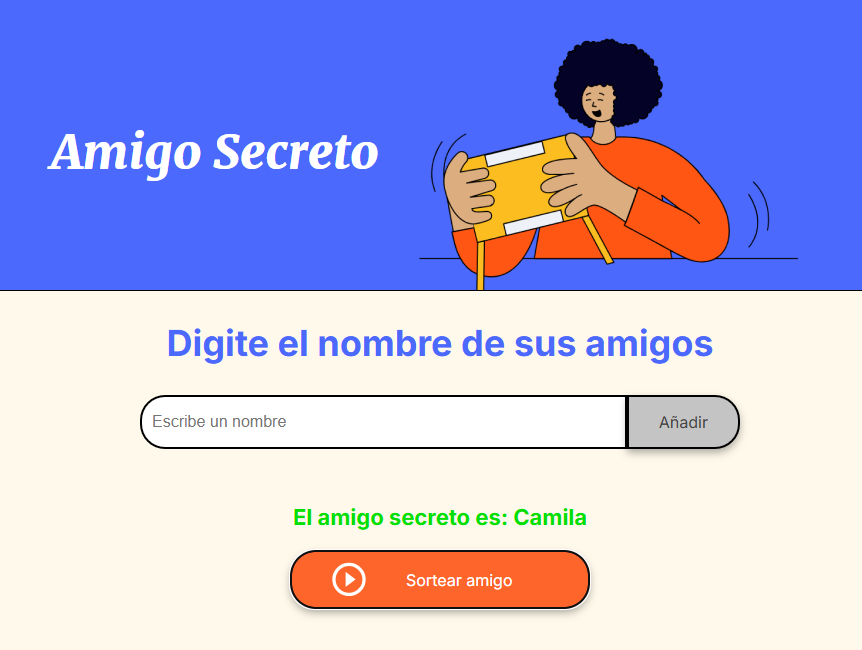 Amigo Secreto
Digite el nombre de sus amigos
Escribe un nombre
Añadir
El amigo secreto es: Camila
Sortear amigo